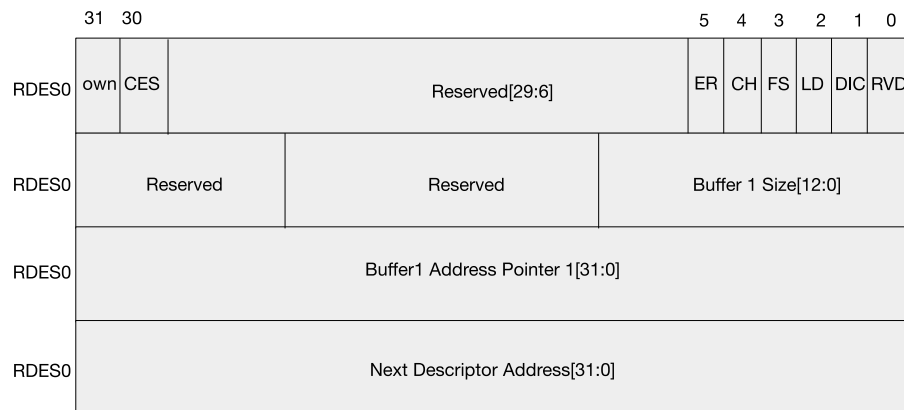 31 30 5 4 3 2 1 0
RDES0 own CES Reserved[29:6] ER CH FS LD DIC RVD
RDES0 Reserved Reserved Buffer 1 Size[12:0]
RDES0 Buffer1 Address Pointer 1[31:0]
RDES0 Next Descriptor Address[31:0]